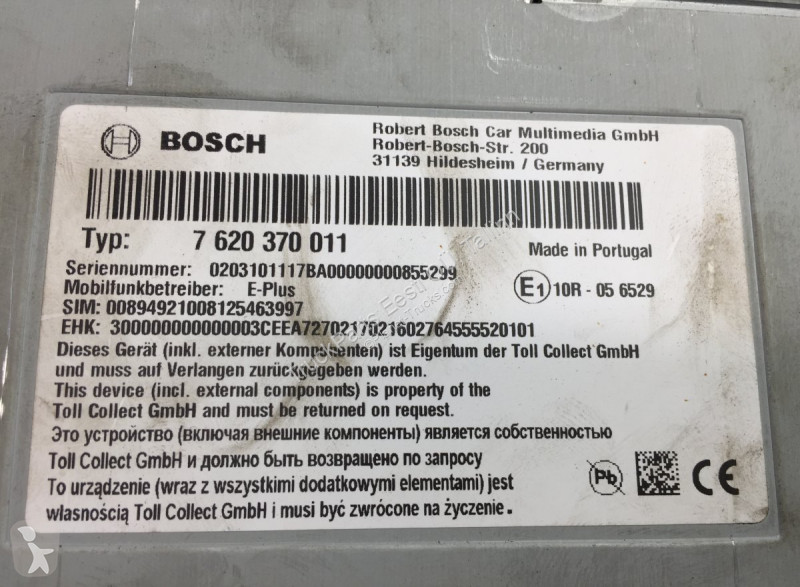 BOSCH
Robert Bosch Car Multimedia GmbH
Robert-Bosch-Str. 200
31139 Hildesheim / Germany
Typ: 7 620 370 011
Made in Portugal
Seriennummer: 0203101117BA00000000855299
Mobilfunkbetreiber: E-Plus
E1 10R - 05 6529
SIM: 00894921008125463997
EHK: 300000000000003CEEA7270217021602764555520101
Dieses Gerät (inkl. externer Komponenten) ist Eigentum der Toll Collect GmbH
und muss auf Verlangen zurückgegeben werden.
This device (incl. external components) is property of the
Toll Collect GmbH and must be returned on request.
Это устройство (включая внешние компоненты) является собственностью
Toll Collect GmbH и должно быть возвращено по запросу
To urządzenie (wraz z wszystkimi dodatkowymi elementami) jest
własnością Toll Collect GmbH i musi być zwrócone na życzenie.
Pb
CE